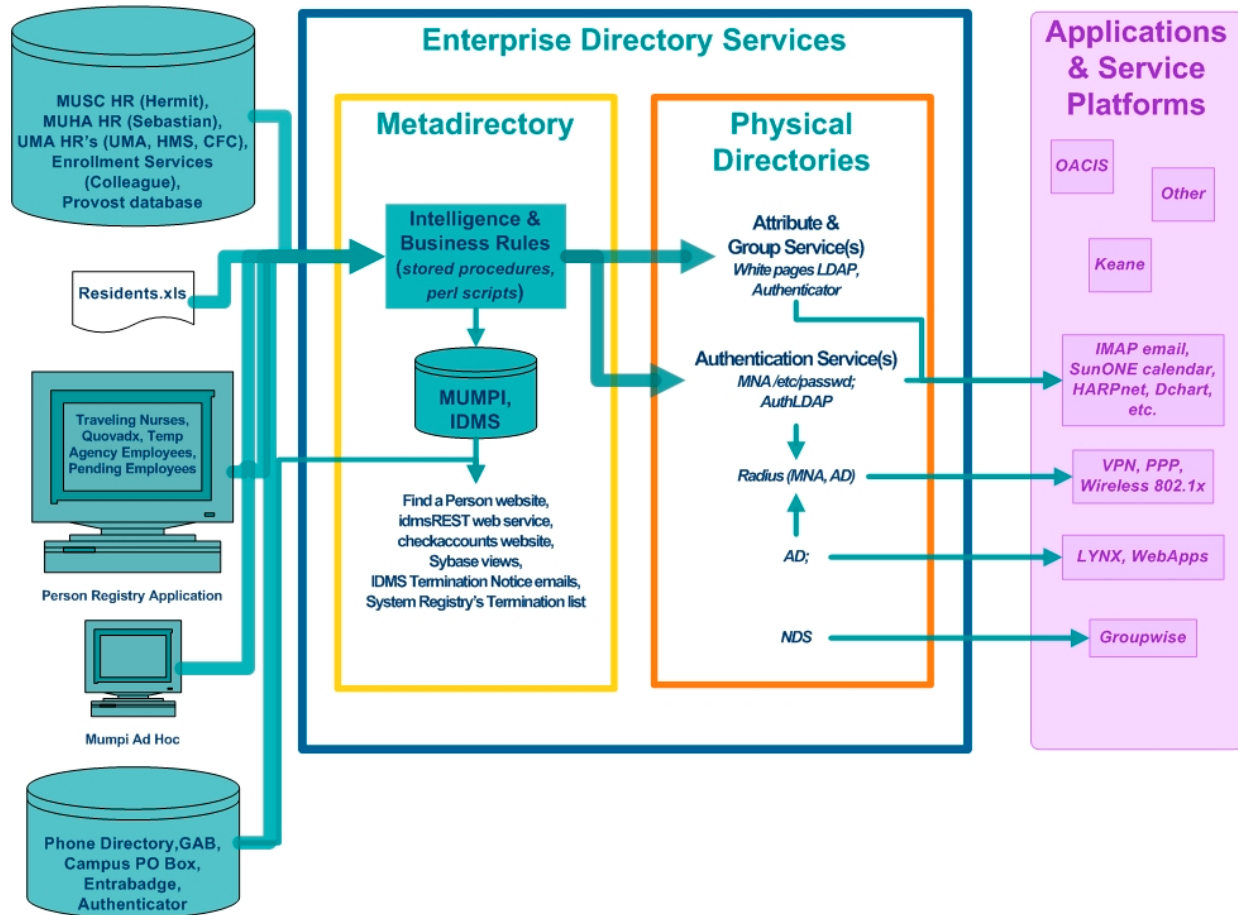 MUSC HR (Hermit),
MUHA HR (Sebastian),
UMA HR's (UMA, HMS, CFC),
Enrollment Services
(Colleague),
Provost database
Residents.xls
Traveling Nurses,
Quovadx, Temp
Agency Employees,
Pending Employees
Person Registry Application
Mumpi Ad Hoc
Phone Directory,GAB,
Campus PO Box,
Entrabadge,
Authenticator
Enterprise Directory Services
Metadirectory
Intelligence &
Business Rules
(stored procedures,
perl scripts)
MUMPI,
IDMS
Find a Person website,
idmsREST web service,
checkaccounts website,
Sybase views,
IDMS Termination Notice emails,
System Registry's Termination list
Physical
Directories
Attribute &
Group Service(s)
White pages LDAP,
Authenticator
Authentication Service(s)
MNA /etc/passwd;
AuthLDAP
Radius (MNA, AD)
AD;
NDS
Applications
& Service
Platforms
OACIS
Other
Keane
IMAP email,
SunONE calendar,
HARPnet, Dchart,
etc.
VPN, PPP,
Wireless 802.1x
LYNX, WebApps
Groupwise